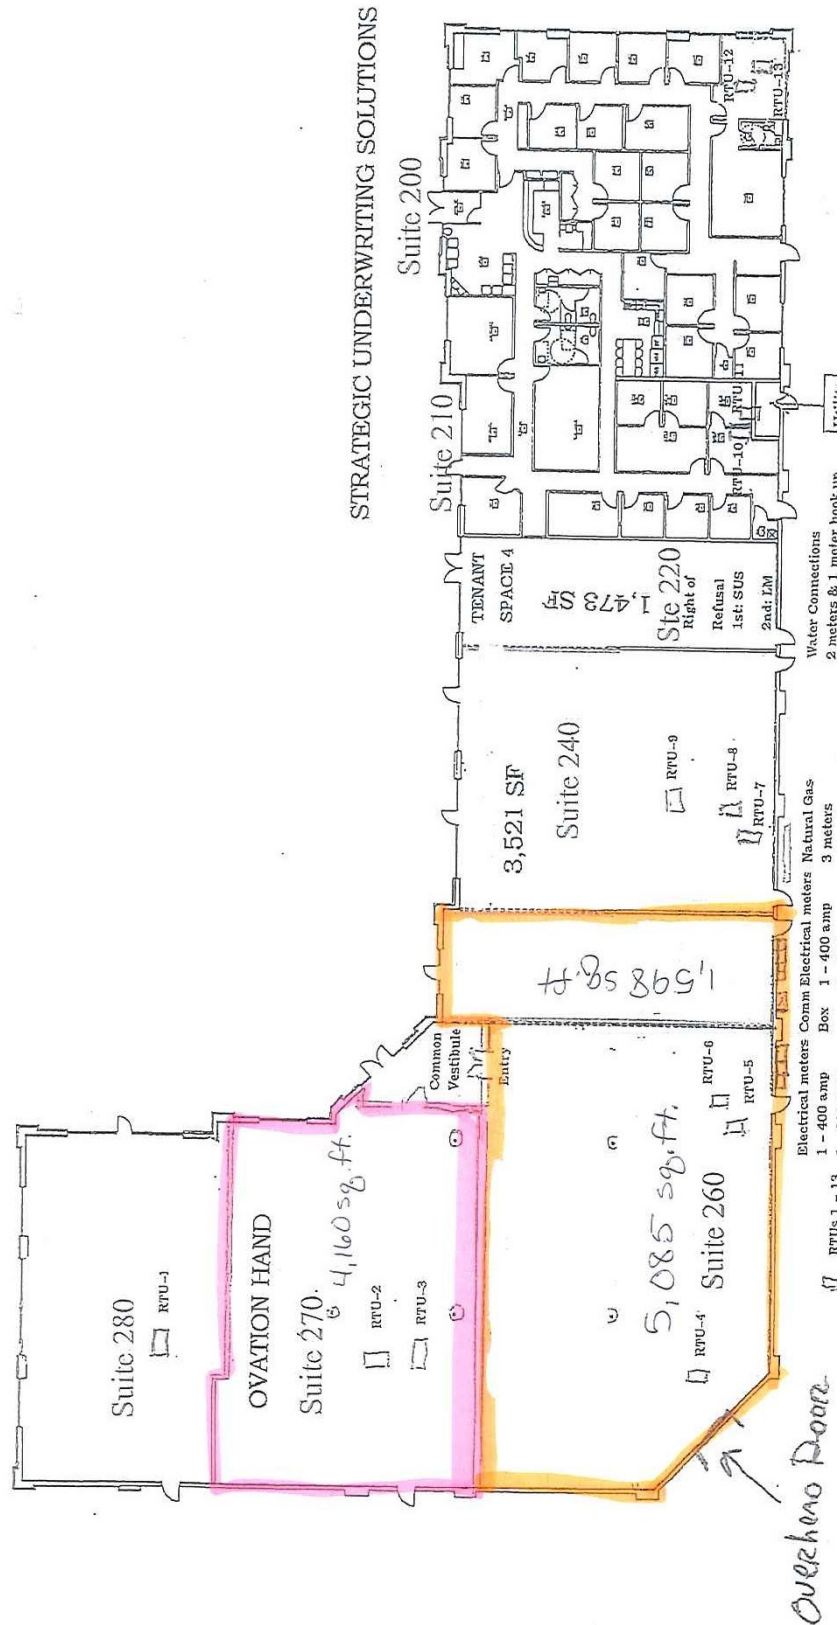 STRATEGIC UNDERWRITING SOLUTIONS
Suite 200
Suite 210
RTU-12
RTU-13
RTU-11
RTU-10
TENANT
SPACE 4
1,473 SF
Ste 220
Right of
Refusal
1st: SUS
2nd: LM
3,521 SF
Suite 240
RTU-9
RTU-8
RTU-7
1,598 sq.ft
Common
Vestibule
Entry
Suite 280
RTU-1
OVATION HAND
Suite 270
4,160 sq.ft.
RTU-2
RTU-3
5,085 sq.ft.
Suite 260
RTU-4
RTU-6
RTU-5
Overhead Door
RTUs 1 - 13
Electrical meters
1 - 400 amp
Comm Electrical meters
Box 1 - 400 amp
Natural Gas
3 meters
Water Connections
2 meters & 1 meter hook up